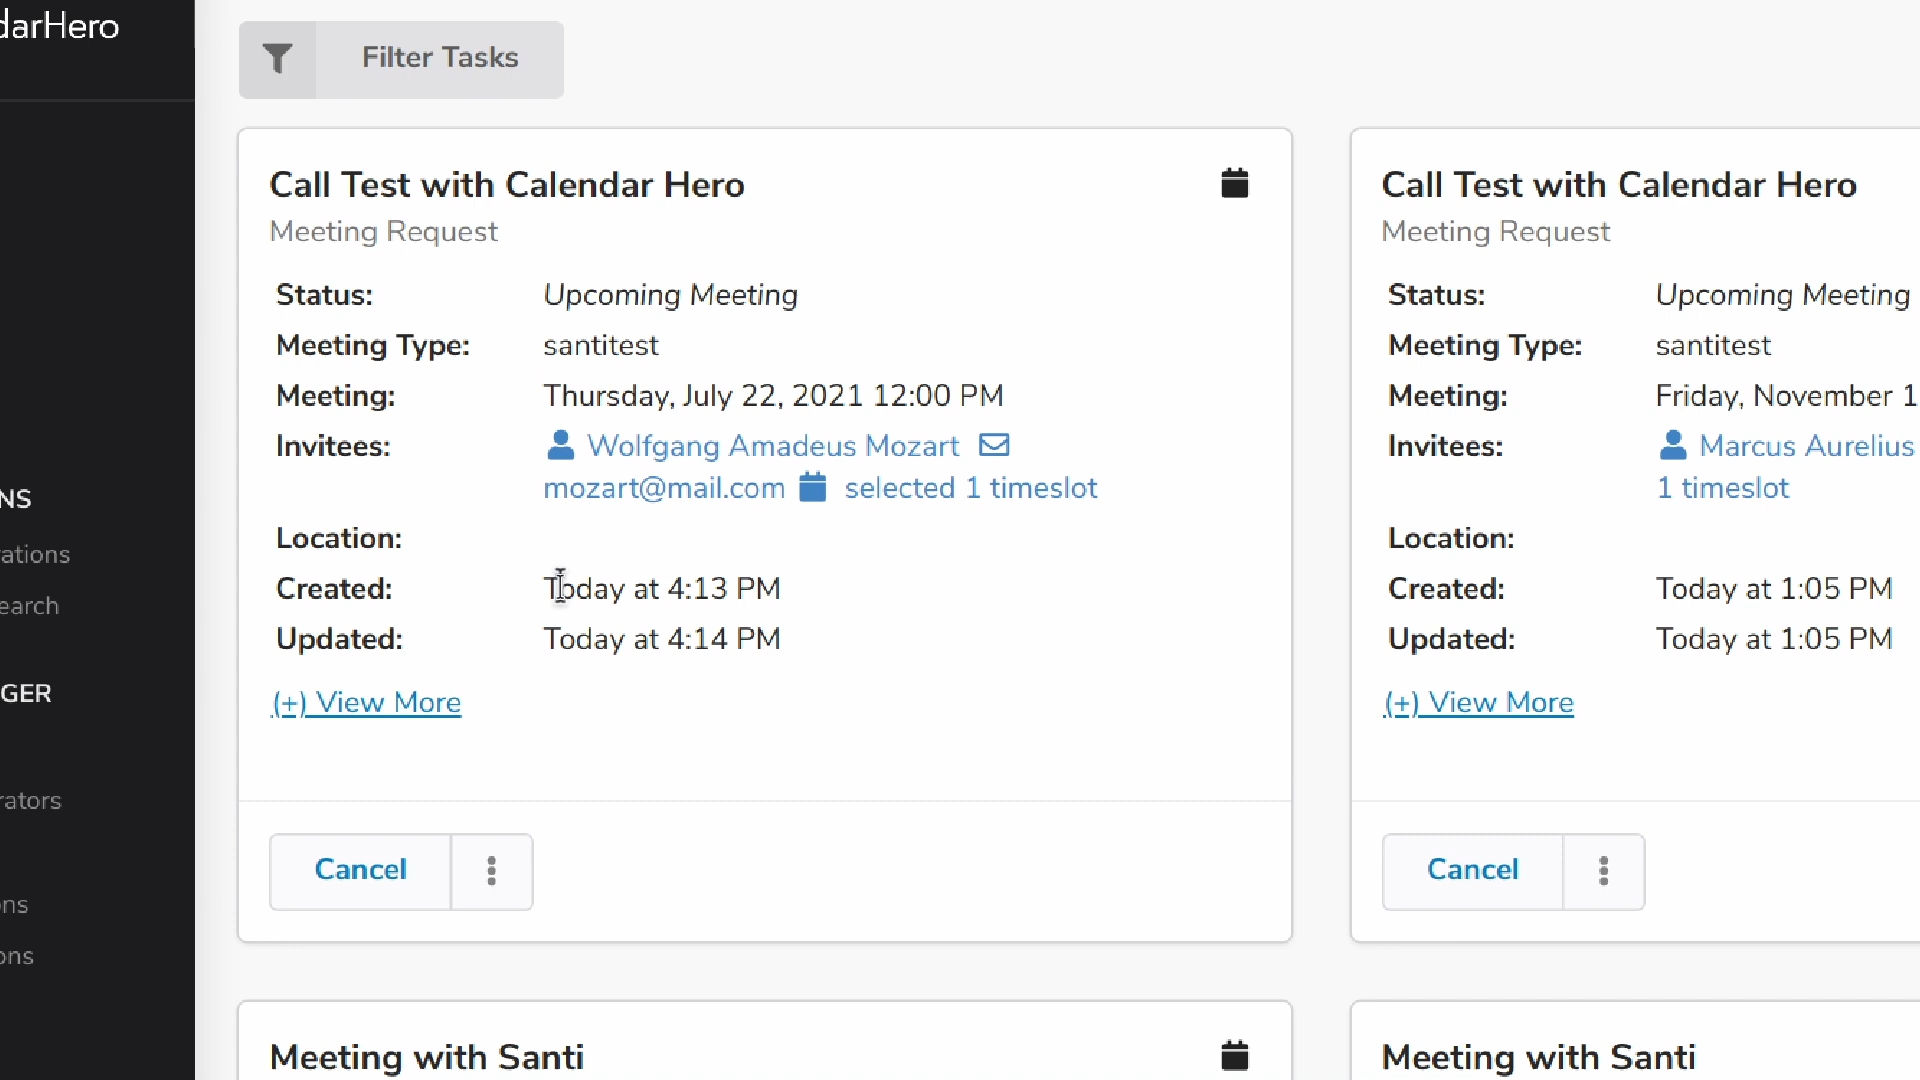 darHero
Filter Tasks
NS
ations
earch
GER
rators
ons
ons
Call Test with Calendar Hero
Meeting Request
Status: Upcoming Meeting
Meeting Type: santitest
Meeting: Thursday, July 22, 2021 12:00 PM
Invitees: Wolfgang Amadeus Mozart
mozart@mail.com selected 1 timeslot
Location:
Created: Today at 4:13 PM
Updated: Today at 4:14 PM
(+) View More
Cancel
Call Test with Calendar Hero
Meeting Request
Status: Upcoming Meeting
Meeting Type: santitest
Meeting: Friday, November 1
Invitees: Marcus Aurelius
1 timeslot
Location:
Created: Today at 1:05 PM
Updated: Today at 1:05 PM
(+) View More
Cancel
Meeting with Santi
Meeting with Santi